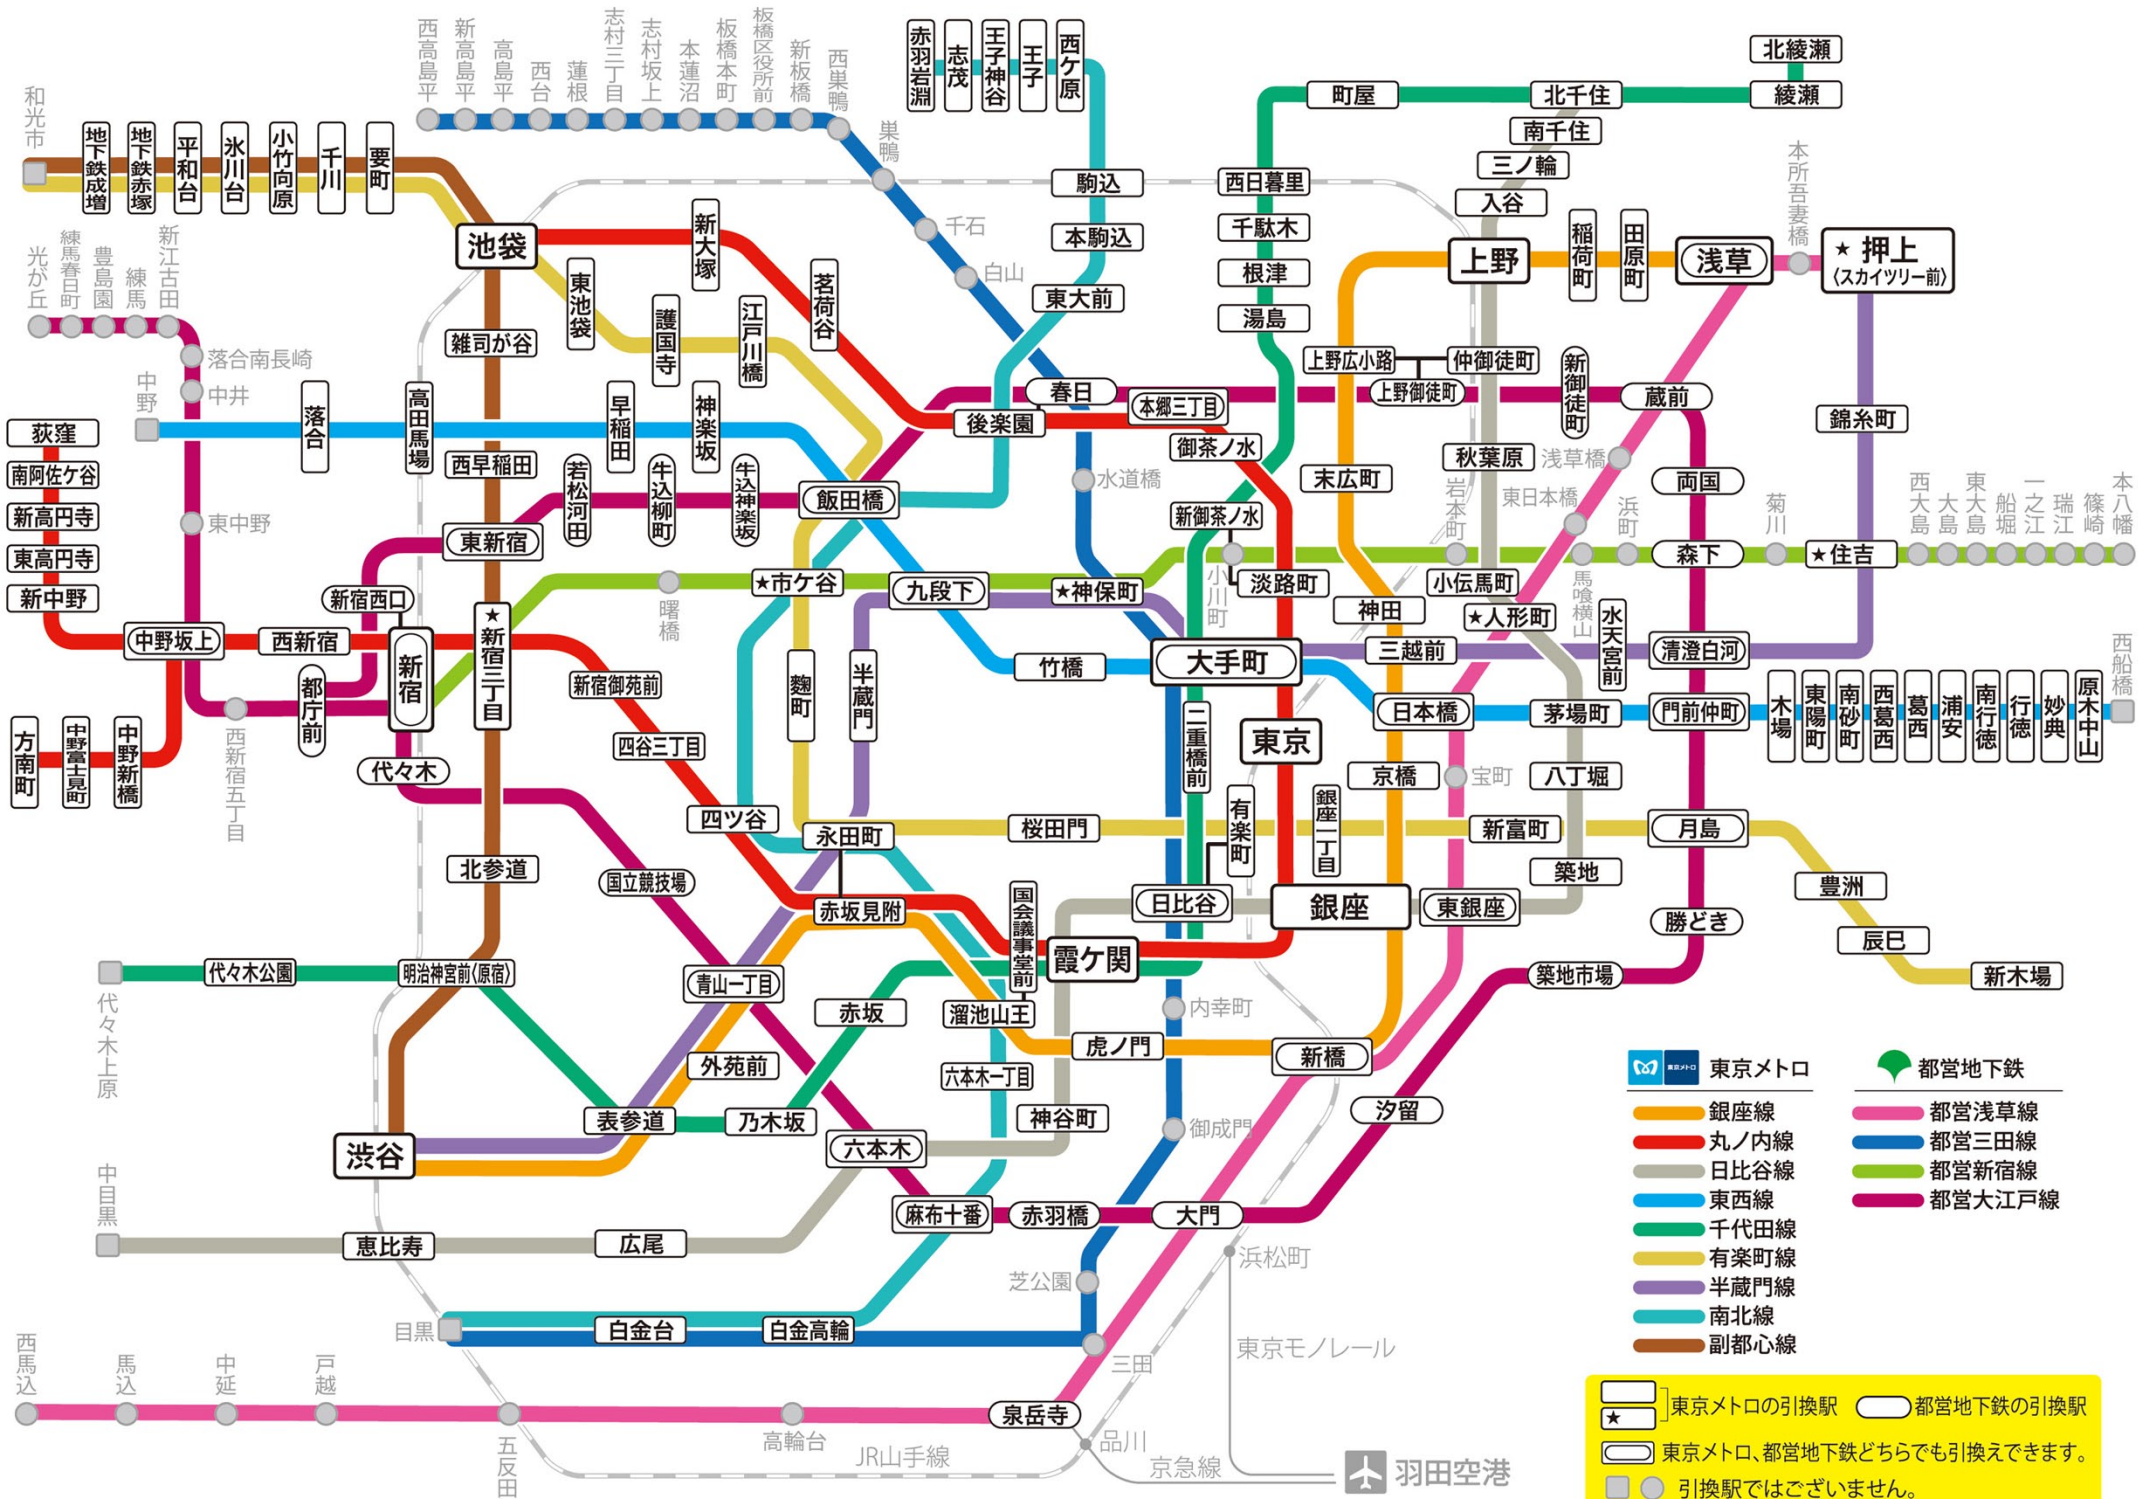 西高島平
新高島平
高島平
西台
蓮根
志村三丁目
志村坂上
本蓮沼
板橋本町
板橋区役所前
新板橋
西巣鴨
巣鴨
千石
白山
赤羽岩淵
志茂
王子神谷
王子
西ケ原
駒込
本駒込
東大前
北綾瀬
綾瀬
北千住
町屋
南千住
三ノ輪
入谷
西日暮里
千駄木
根津
湯島
本所吾妻橋
和光市
地下鉄成増
地下鉄赤塚
平和台
氷川台
小竹向原
千川
要町
池袋
新大塚
茗荷谷
東池袋
護国寺
江戸川橋
上野
稲荷町
田原町
浅草
★押上
〈スカイツリー前〉
光が丘
練馬春日町
豊島園
練馬
新江古田
落合南長崎
中井
中野
東中野
雑司が谷
落合
高田馬場
早稲田
神楽坂
西早稲田
若松河田
牛込柳町
牛込神楽坂
飯田橋
春日
後楽園
本郷三丁目
御茶ノ水
上野広小路
仲御徒町
上野御徒町
新御徒町
蔵前
錦糸町
末広町
秋葉原
浅草橋
両国
水道橋
新御茶ノ水
小川町
淡路町
岩本町
東日本橋
馬喰横山
浜町
森下
菊川
★住吉
西大島
大島
東大島
船堀
一之江
瑞江
篠崎
本八幡
荻窪
南阿佐ケ谷
新高円寺
東高円寺
新中野
中野坂上
西新宿
新宿西口
東新宿
新宿
★新宿三丁目
都庁前
西新宿五丁目
方南町
中野富士見町
中野新橋
代々木
曙橋
★市ケ谷
九段下
★神保町
大手町
竹橋
麴町
半蔵門
新宿御苑前
四谷三丁目
四ツ谷
神田
小伝馬町
★人形町
三越前
水天宮前
清澄白河
日本橋
茅場町
門前仲町
木場
東陽町
南砂町
西葛西
葛西
浦安
南行徳
行徳
妙典
原木中山
西船橋
東京
二重橋前
京橋
宝町
八丁堀
有楽町
銀座一丁目
新富町
月島
桜田門
永田町
北参道
国立競技場
赤坂見附
国会議事堂前
日比谷
銀座
東銀座
築地
勝どき
豊洲
辰巳
新木場
築地市場
霞ケ関
代々木公園
代々木上原
明治神宮前〈原宿〉
青山一丁目
赤坂
溜池山王
外苑前
虎ノ門
内幸町
新橋
汐留
六本木一丁目
神谷町
御成門
表参道
乃木坂
六本木
渋谷
中目黒
恵比寿
広尾
麻布十番
赤羽橋
大門
浜松町
芝公園
目黒
白金台
白金高輪
三田
東京モノレール
西馬込
馬込
中延
戸越
五反田
高輪台
泉岳寺
品川
JR山手線
京急線
羽田空港
東京メトロ
東京メトロ
銀座線
丸ノ内線
日比谷線
東西線
千代田線
有楽町線
半蔵門線
南北線
副都心線
都営地下鉄
都営浅草線
都営三田線
都営新宿線
都営大江戸線
★
東京メトロの引換駅
都営地下鉄の引換駅
東京メトロ、都営地下鉄どちらでも引換えできます。
引換駅ではございません。